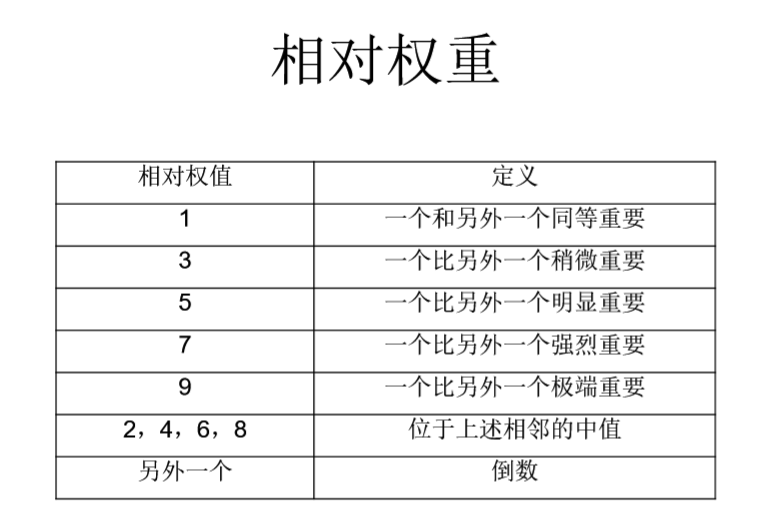 相对权重
相对权值 定义
1 一个和另外一个同等重要
3 一个比另外一个稍微重要
5 一个比另外一个明显重要
7 一个比另外一个强烈重要
9 一个比另外一个极端重要
2，4，6，8 位于上述相邻的中值
另外一个 倒数